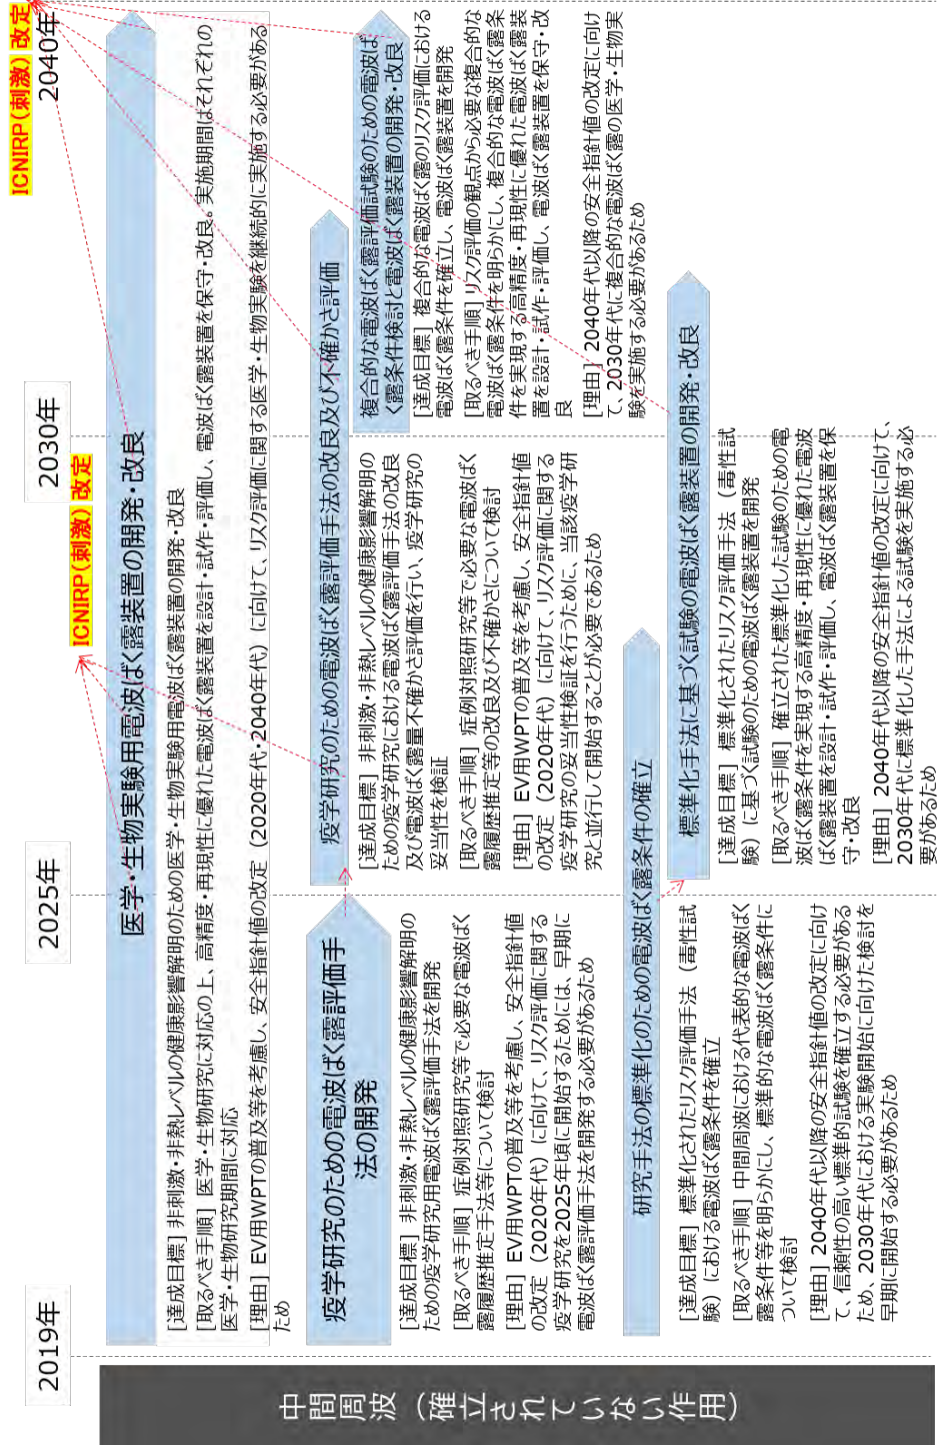 中間周波（確立されていない作用）
2019年
2025年
2030年
2040年
ICNIRP(刺激) 改定
ICNIRP(刺激) 改定
医学・生物実験用電波ばく露装置の開発・改良
[達成目標] 非刺激・非熱レベルの健康影響解明のための医学・生物実験用電波ばく露装置の開発・改良
[取るべき手順] 医学・生物研究に対応の上、高精度・再現性に優れた電波ばく露装置を設計・試作・評価し、電波ばく露装置を保守・改良。実施期間はそれぞれの
医学・生物研究期間に対応
[理由] EV用WPTの普及等を考慮し、安全指針値の改定（2020年代・2040年代）に向けて、リスク評価に関する医学・生物実験を継続的に実施する必要がある
ため
疫学研究のための電波ばく露評価手
法の開発
[達成目標] 非刺激・非熱レベルの健康影響解明の
ための疫学研究用電波ばく露評価手法を開発
[取るべき手順] 症例対照研究等で必要な電波ばく
露履歴推定手法等について検討
[理由] EV用WPTの普及等を考慮し、安全指針値
の改定（2020年代）に向けて、リスク評価に関する
疫学研究を2025年頃に開始するためには、早期に
電波ばく露評価手法を開発する必要があるため
疫学研究のための電波ばく露評価手法の改良及び不確かさ評価
[達成目標] 非刺激・非熱レベルの健康影響解明の
ための疫学研究における電波ばく露評価手法の改良
及び電波ばく露量不確かさ評価を行い、疫学研究の
妥当性を検証
[取るべき手順] 症例対照研究等で必要な電波ばく
露履歴推定等の改良及び不確かさについて検討
[理由] EV用WPTの普及等を考慮し、安全指針値
の改定（2020年代）に向けて、リスク評価に関する
疫学研究の妥当性検証を行うために、当該疫学研
究と並行して開始することが必要であるため
複合的な電波ばく露評価試験のための電波ば
く露条件検討と電波ばく露装置の開発・改良
[達成目標] 複合的な電波ばく露のリスク評価における
電波ばく露条件を確立し、電波ばく露装置を開発
[取るべき手順] リスク評価の観点から必要な複合的な
電波ばく露条件を明らかにし、複合的な電波ばく露条
件を実現する高精度・再現性に優れた電波ばく露装
置を設計・試作・評価し、電波ばく露装置を保守・改
良
[理由] 2040年代以降の安全指針値の改定に向け
て、2030年代に複合的な電波ばく露の医学・生物実
験を実施する必要があるため
研究手法の標準化のための電波ばく露条件の確立
[達成目標] 標準化されたリスク評価手法（毒性試
験）における電波ばく露条件を確立
[取るべき手順] 中間周波における代表的な電波ばく
露条件等を明らかにし、標準的な電波ばく露条件に
ついて検討
[理由] 2040年代以降の安全指針値の改定に向け
て、信頼性の高い標準的試験を確立する必要がある
ため、2030年代における実験開始に向けた検討を
早期に開始する必要があるため
標準化手法に基づく試験の電波ばく露装置の開発・改良
[達成目標] 標準化されたリスク評価手法（毒性試
験）に基づく試験のための電波ばく露装置を開発
[取るべき手順] 確立された標準化した試験のための電
波ばく露条件を実現する高精度・再現性に優れた電波
ばく露装置を設計・試作・評価し、電波ばく露装置を保
守・改良
[理由] 2040年代以降の安全指針値の改定に向けて、
2030年代に標準化した手法による試験を実施する必
要があるため